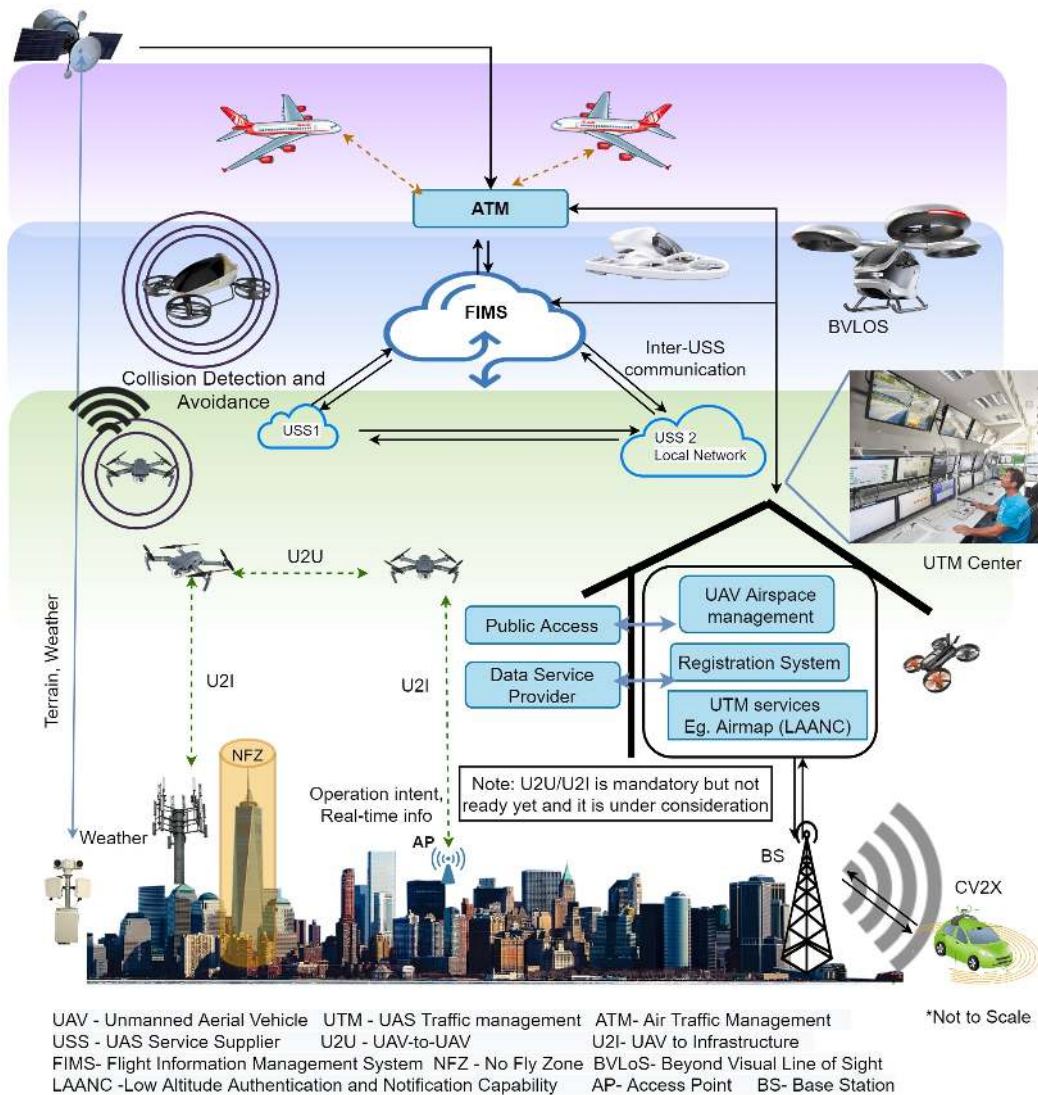 ATM
FIMS
BVLOS
Inter-USS
communication
Collision Detection and
Avoidance
USS1
USS 2
Local Network
UTM Center
U2U
UAV Airspace
management
Public Access
Registration System
Data Service
Provider
UTM services
Eg. Airmap (LAANC)
Terrain, Weather
U2I
U2I
NFZ
Note: U2U/U2I is mandatory but not
ready yet and it is under consideration
Operation intent,
Real-time info
Weather
AP
BS
CV2X
UAV - Unmanned Aerial Vehicle UTM - UAS Traffic management ATM- Air Traffic Management
*Not to Scale
USS - UAS Service Supplier U2U - UAV-to-UAV U2I- UAV to Infrastructure
FIMS- Flight Information Management System NFZ - No Fly Zone BVLoS- Beyond Visual Line of Sight
LAANC -Low Altitude Authentication and Notification Capability AP- Access Point BS- Base Station